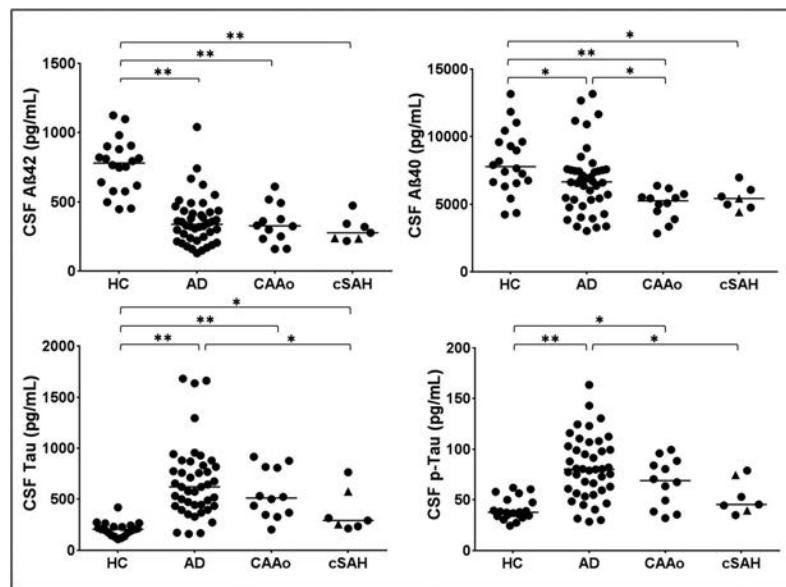 ** *
** **
** * *
1500 15000
1000 10000
500 5000
0 0
CSF Aß42 (pg/mL) CSF Aß40 (pg/mL)
HC AD CAAo cSAH HC AD CAAo cSAH
* *
** **
** * *
2000 200
1500 150
1000 100
500 50
0 0
CSF Tau (pg/mL) CSF p-Tau (pg/mL)
HC AD CAAo cSAH HC AD CAAo cSAH